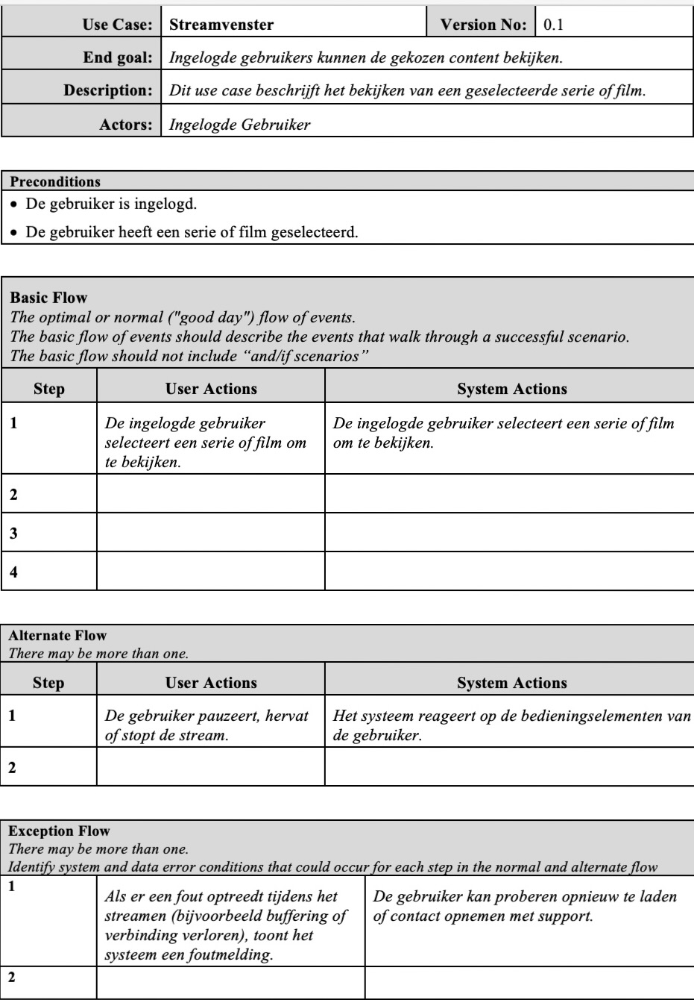 Use Case: Streamvenster Version No: 0.1
End goal: Ingelogde gebruikers kunnen de gekozen content bekijken.
Description: Dit use case beschrijft het bekijken van een geselecteerde serie of film.
Actors: Ingelogde Gebruiker
Preconditions
• De gebruiker is ingelogd.
• De gebruiker heeft een serie of film geselecteerd.
Basic Flow
The optimal or normal ("good day") flow of events.
The basic flow of events should describe the events that walk through a successful scenario.
The basic flow should not include “and/if scenarios”
Step User Actions System Actions
1
De ingelogde gebruiker
selecteert een serie of film om
te bekijken.
De ingelogde gebruiker selecteert een serie of film
om te bekijken.
2
3
4
Alternate Flow
There may be more than one.
Step User Actions System Actions
1
De gebruiker pauzeert, hervat
of stopt de stream.
Het systeem reageert op de bedieningselementen van
de gebruiker.
2
Exception Flow
There may be more than one.
Identify system and data error conditions that could occur for each step in the normal and alternate flow
1
Als er een fout optreedt tijdens het
streamen (bijvoorbeeld buffering of
verbinding verloren), toont het
systeem een foutmelding.
De gebruiker kan proberen opnieuw te laden
of contact opnemen met support.
2